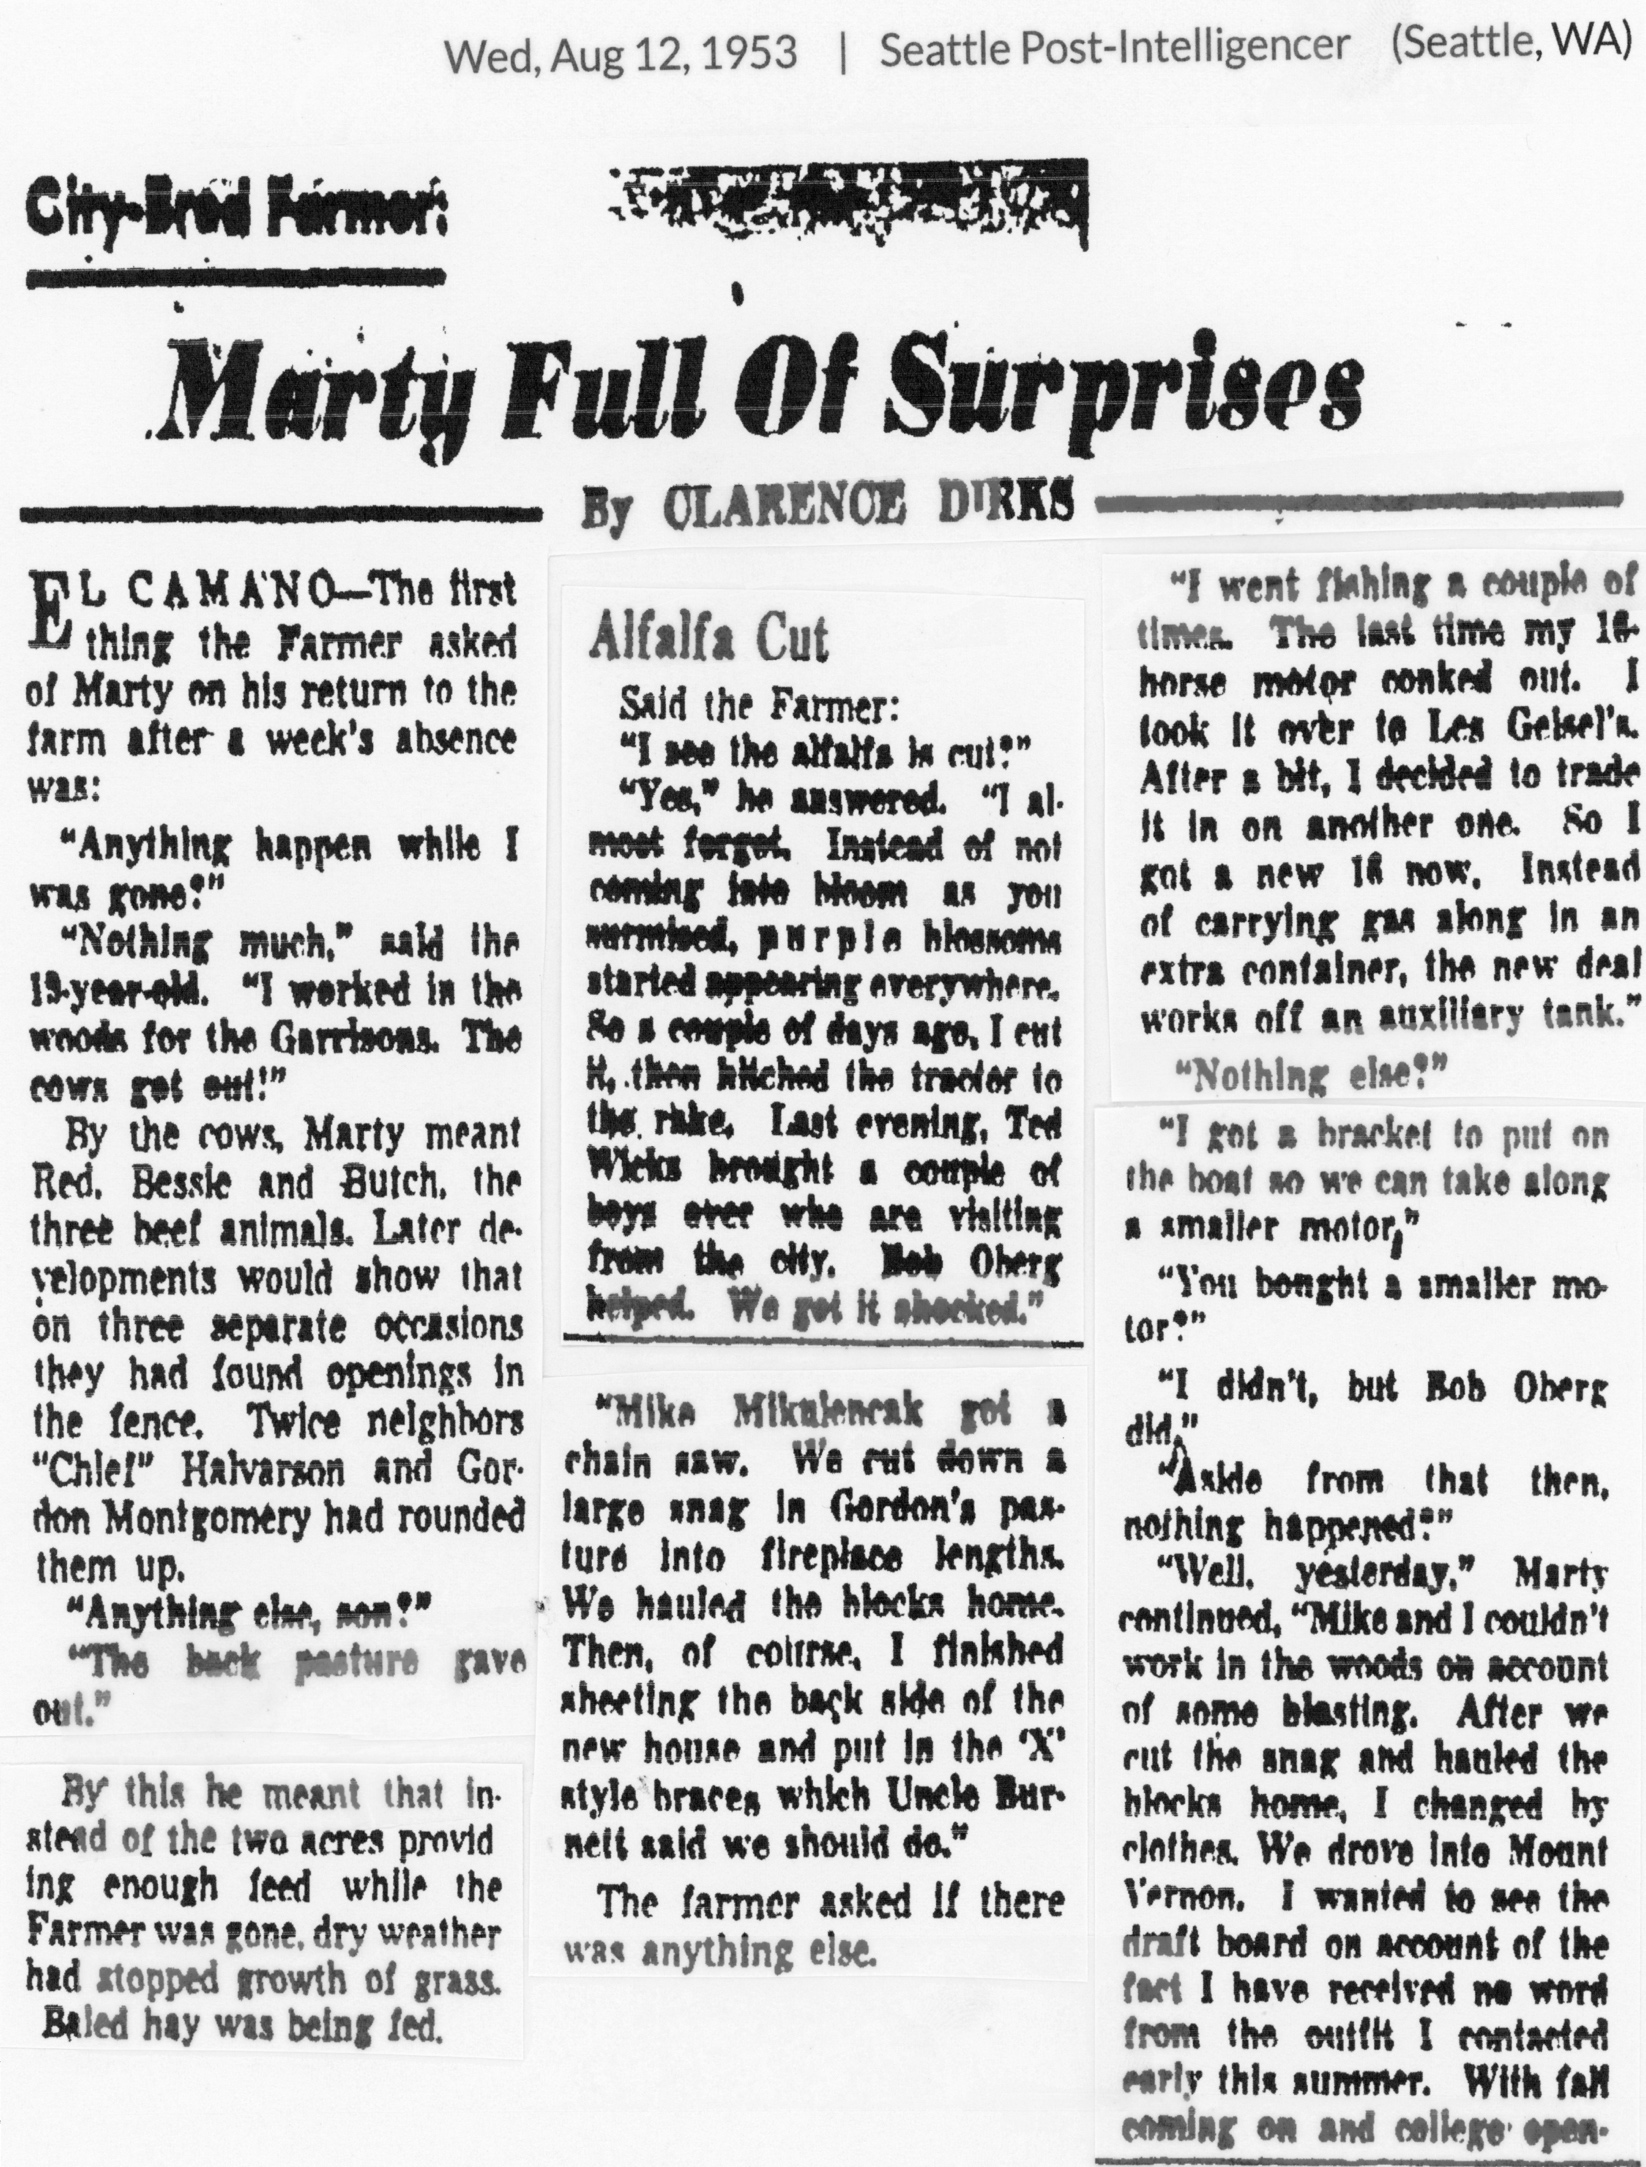 Wed, Aug 12, 1953 | Seattle Post-Intelligencer (Seattle, WA)
City-Bred Farmer:
Marty Full Of Surprises
By CLARENCE DIRKS
EL CAMANO—The first
thing the Farmer asked
of Marty on his return to the
farm after a week's absence
was:
"Anything happen while I
was gone?"
"Nothing much," said the
19-year-old. "I worked in the
woods for the Garrisons. The
cows got out!"
By the cows, Marty meant
Red, Bessie and Butch, the
three beef animals. Later de-
velopments would show that
on three separate occasions
they had found openings in
the fence. Twice neighbors
"Chief" Halvarson and Gor-
don Montgomery had rounded
them up.
"Anything else, son?"
"The back pasture gave
out."
By this he meant that in-
stead of the two acres provid
ing enough feed while the
Farmer was gone, dry weather
had stopped growth of grass.
Baled hay was being fed.
Alfalfa Cut
Said the Farmer:
"I see the alfalfa is cut?"
"Yes," he answered. "I al-
most forgot. Instead of not
coming into bloom as you
surmised, purple blossoms
started appearing everywhere.
So a couple of days ago, I cut
it, then hitched the tractor to
the rake. Last evening, Ted
Wicks brought a couple of
boys over who are visiting
from the city. Bob Oberg
helped. We got it shocked."
"Mike Mikulencak got a
chain saw. We cut down a
large snag in Gordon's pas-
ture into fireplace lengths.
We hauled the blocks home.
Then, of course, I finished
sheeting the back side of the
new house and put in the 'X'
style braces which Uncle Bur-
nett said we should do."
The farmer asked if there
was anything else.
"I went fishing a couple of
times. The last time my 16-
horse motor conked out. I
took it over to Les Geisel's.
After a bit, I decided to trade
it in on another one. So I
got a new 16 now. Instead
of carrying gas along in an
extra container, the new deal
works off an auxiliary tank."
"Nothing else?"
"I got a bracket to put on
the boat so we can take along
a smaller motor,"
"You bought a smaller mo-
tor?"
"I didn't, but Bob Oberg
did."
"Aside from that then,
nothing happened?"
"Well, yesterday," Marty
continued, "Mike and I couldn't
work in the woods on account
of some blasting. After we
cut the snag and hauled the
blocks home, I changed by
clothes. We drove into Mount
Vernon. I wanted to see the
draft board on account of the
fact I have received no word
from the outfit I contacted
early this summer. With fall
coming on and college open-